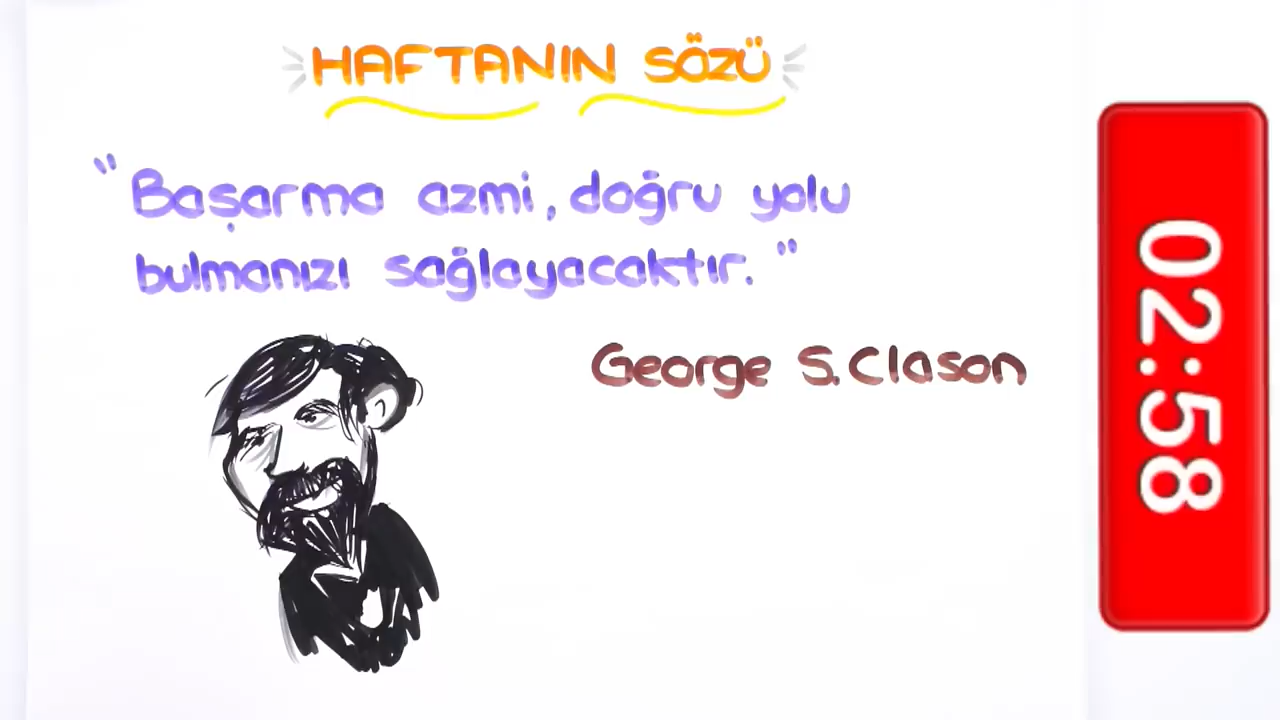 HAFTANIN SÖZÜ
"Başarma azmi, doğru yolu
bulmanızı sağlayacaktır."
George S. Clason
02:58